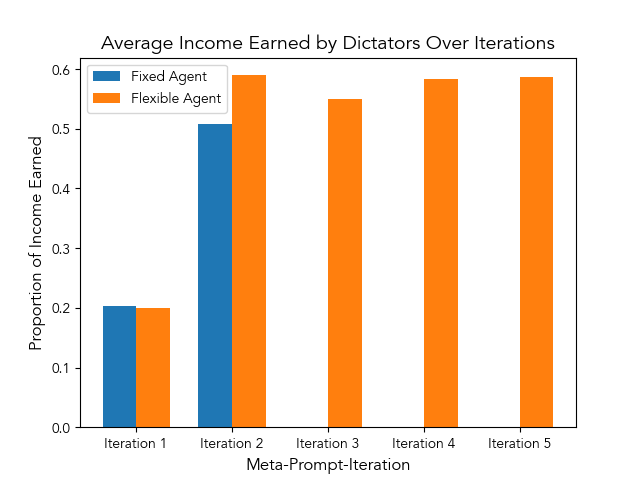 Average Income Earned by Dictators Over Iterations
Fixed Agent
Flexible Agent
Proportion of Income Earned
0.6
0.5
0.4
0.3
0.2
0.1
0.0
Iteration 1
Iteration 2
Iteration 3
Iteration 4
Iteration 5
Meta-Prompt-Iteration